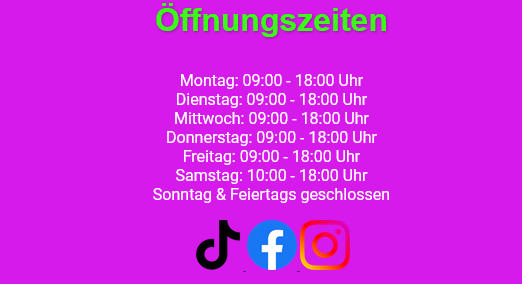 Öffnungszeiten
Montag: 09:00 - 18:00 Uhr
Dienstag: 09:00 - 18:00 Uhr
Mittwoch: 09:00 - 18:00 Uhr
Donnerstag: 09:00 - 18:00 Uhr
Freitag: 09:00 - 18:00 Uhr
Samstag: 10:00 - 18:00 Uhr
Sonntag & Feiertags geschlossen